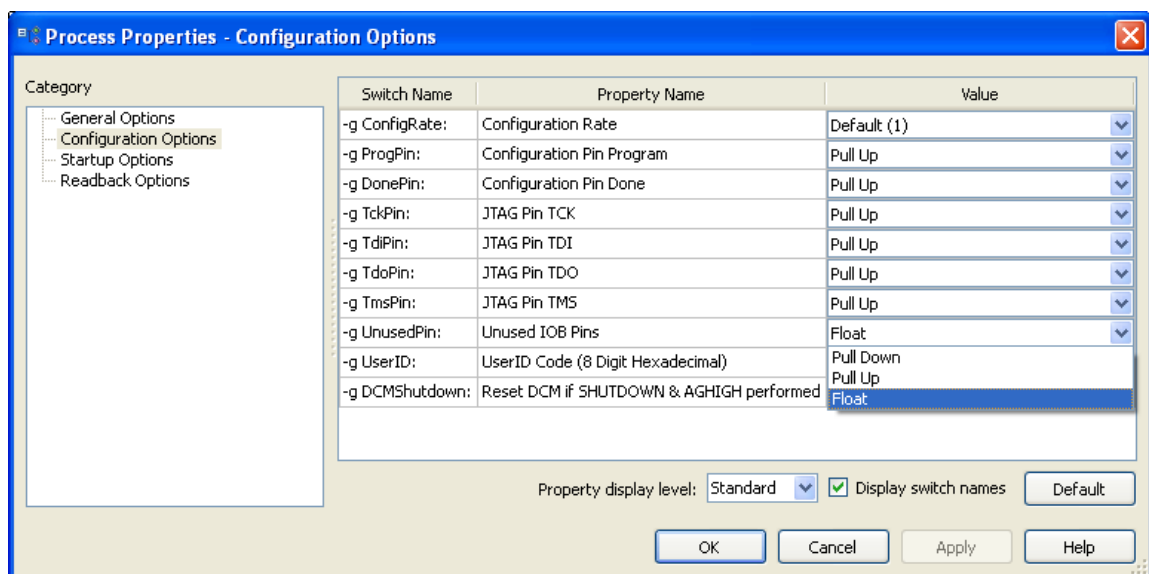 Process Properties - Configuration Options
Category
General Options
Configuration Options
Startup Options
Readback Options
Switch Name Property Name Value
-g ConfigRate: Configuration Rate Default (1)
-g ProgPin: Configuration Pin Program Pull Up
-g DonePin: Configuration Pin Done Pull Up
-g TckPin: JTAG Pin TCK Pull Up
-g TdiPin: JTAG Pin TDI Pull Up
-g TdoPin: JTAG Pin TDO Pull Up
-g TmsPin: JTAG Pin TMS Pull Up
-g UnusedPin: Unused IOB Pins Float
-g UserID: UserID Code (8 Digit Hexadecimal)
-g DCMShutdown: Reset DCM if SHUTDOWN & AGHIGH performed
Pull Down
Pull Up
Float
Property display level: Standard Display switch names Default
OK Cancel Apply Help